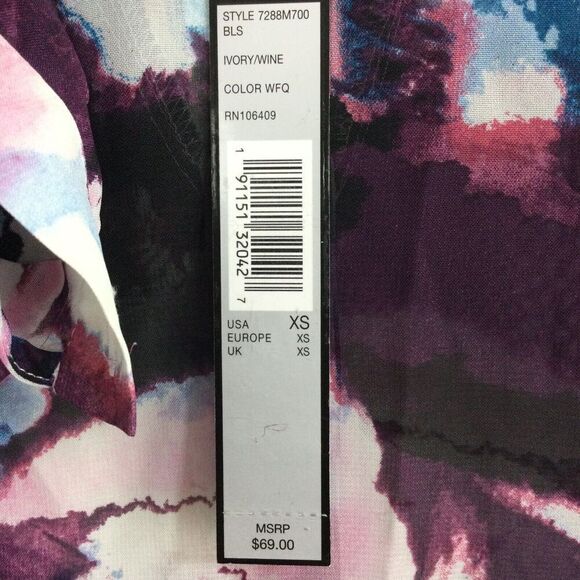 STYLE 7288M700
BLS
IVORY/WINE
COLOR WFQ
RN106409
1 91151 32042 7
USA XS
EUROPE XS
UK XS
MSRP
$69.00